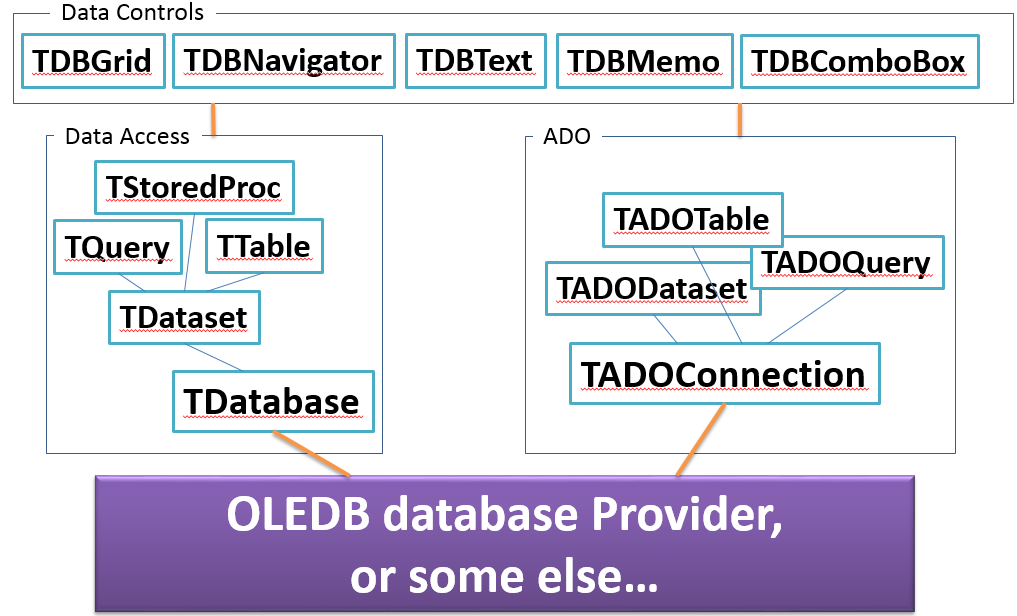 Data Controls
TDBGrid
TDBNavigator
TDBText
TDBMemo
TDBComboBox
Data Access
TStoredProc
TQuery
TTable
TDataset
TDatabase
ADO
TADOTable
TADOQuery
TADODataset
TADOConnection
OLEDB database Provider,
or some else...